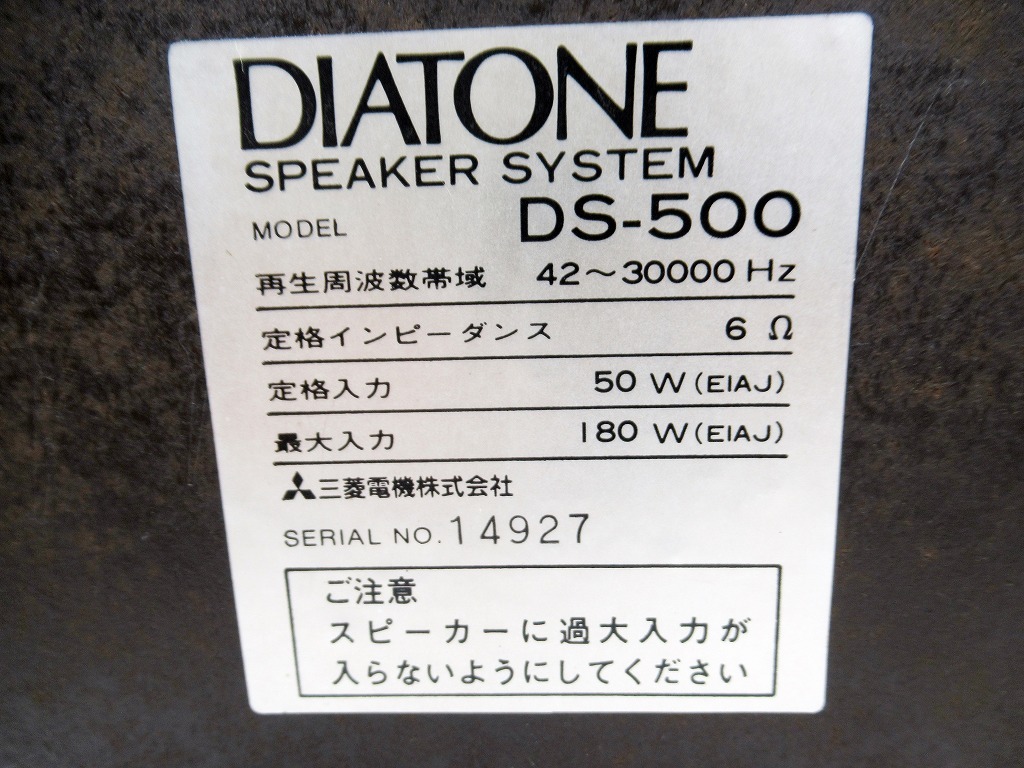 DIATONE
SPEAKER SYSTEM
MODEL DS-500
再生周波数帯域 42～30000 Hz
定格インピーダンス 6 Ω
定格入力 50 W (EIAJ)
最大入力 180 W (EIAJ)
三菱電機株式会社
SERIAL NO. 14927
ご注意
スピーカーに過大入力が
入らないようにしてください